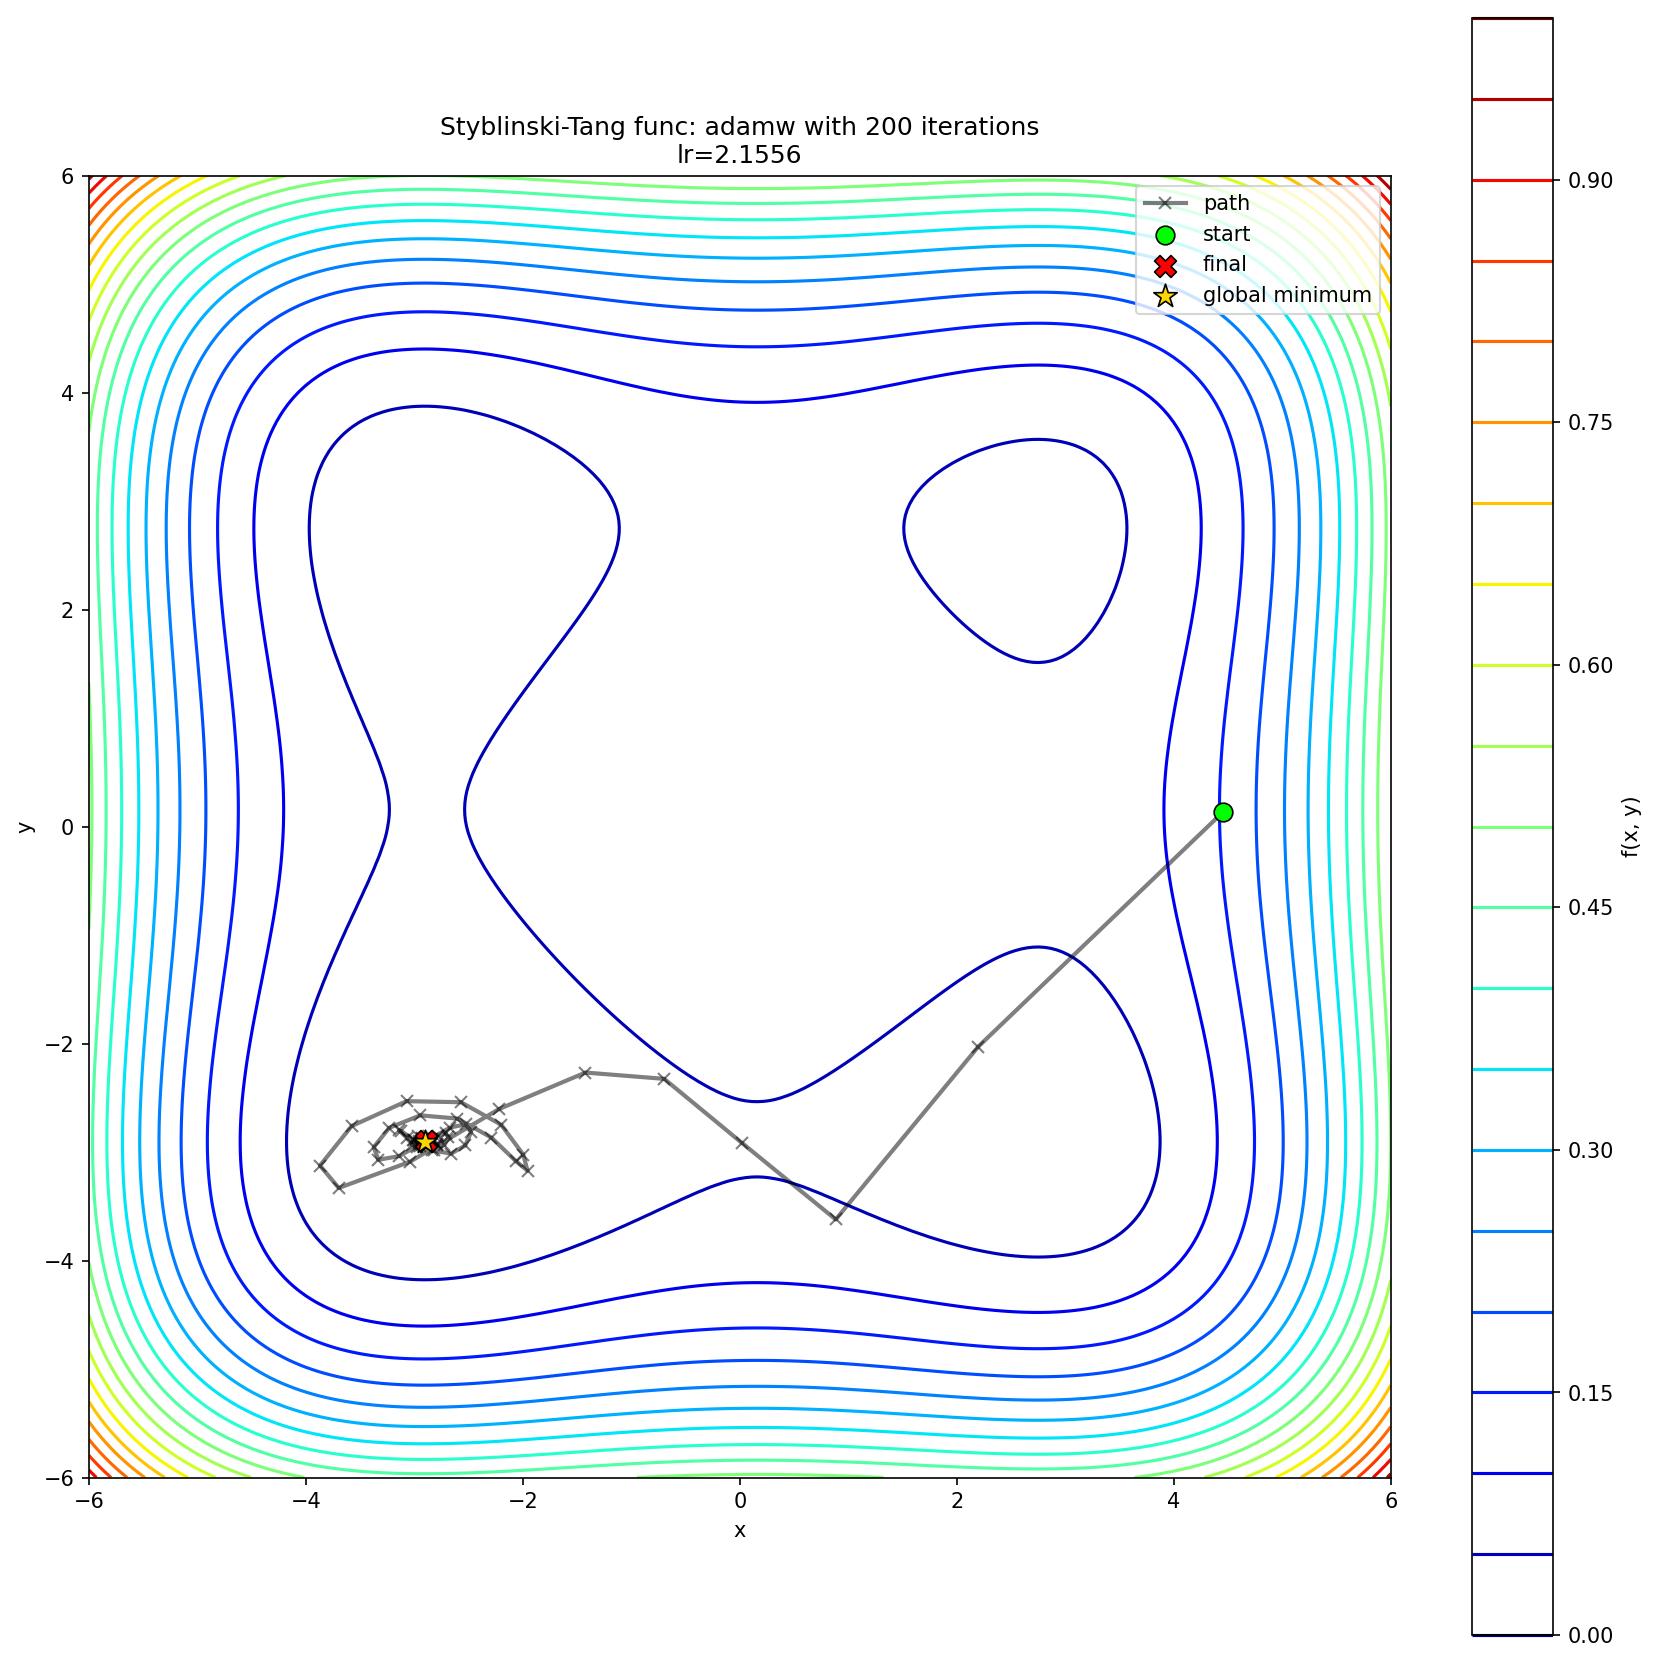 Styblinski-Tang func: adamw with 200 iterations
lr=2.1556
path
start
final
global minimum
6
4
2
0
−2
−4
−6
y
−6
−4
−2
0
2
4
6
x
0.90
0.75
0.60
0.45
0.30
0.15
0.00
f(x, y)